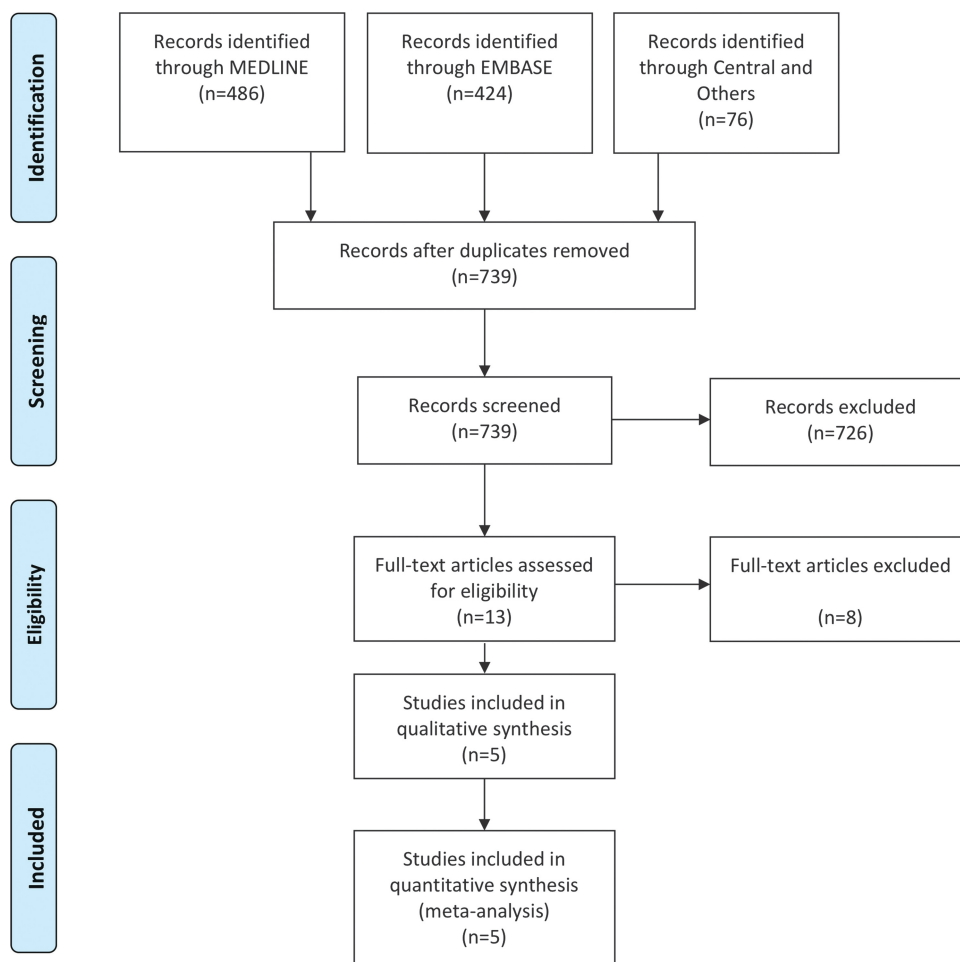 Identification
Records identified
through MEDLINE
(n=486)
Records identified
through EMBASE
(n=424)
Records identified
through Central and
Others
(n=76)
Records after duplicates removed
(n=739)
Screening
Records screened
(n=739)
Records excluded
(n=726)
Eligibility
Full-text articles assessed
for eligibility
(n=13)
Full-text articles excluded
(n=8)
Studies included in
qualitative synthesis
(n=5)
Included
Studies included in
quantitative synthesis
(meta-analysis)
(n=5)